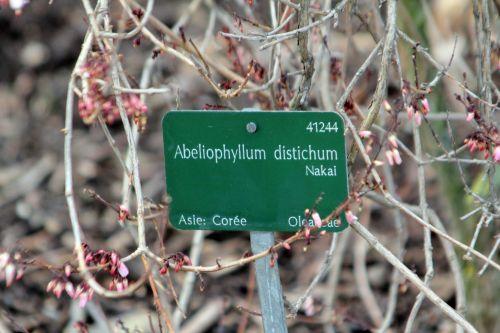 41244
Abeliophyllum distichum
Nakai
Asie: Corée Oleaceae